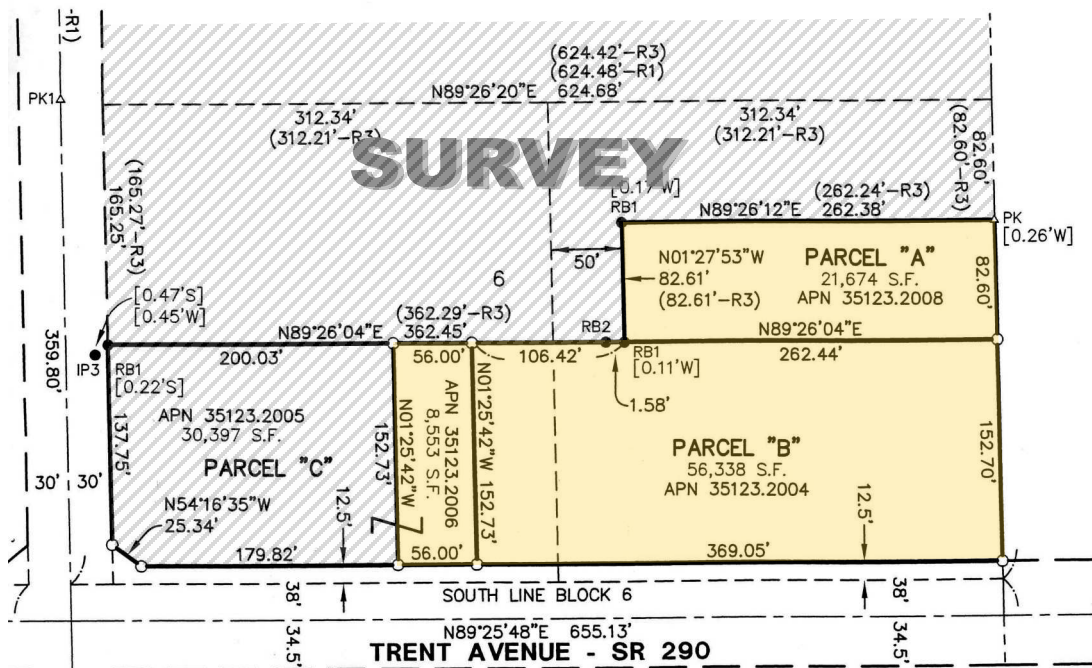 -R1)
(624.42'-R3)
(624.48'-R1)
N89°26'20"E 624.68'
PK1
312.34'
(312.21'-R3)
312.34'
(312.21'-R3)
82.60'
(82.60'-R3)
SURVEY
(165.27'-R3)
165.25'
[0.17'W]
RB1
(262.24'-R3)
N89°26'12"E 262.38'
PK
[0.26'W]
50'
N01°27'53"W
82.61'
(82.61'-R3)
PARCEL "A"
21,674 S.F.
APN 35123.2008
82.60'
6
[0.47'S]
[0.45'W]
(362.29'-R3)
N89°26'04"E 362.45'
RB2
N89°26'04"E
359.80'
IP3
RB1
[0.22'S]
200.03'
56.00'
106.42'
RB1
[0.11'W]
262.44'
1.58'
APN 35123.2005
30,397 S.F.
PARCEL "C"
137.75'
N01°25'42"W
152.73'
APN 35123.2006
8,553 S.F.
N01°25'42"W 152.73'
PARCEL "B"
56,338 S.F.
APN 35123.2004
152.70'
30'
30'
N54°16'35"W
25.34'
12.5'
12.5'
179.82'
56.00'
369.05'
38'
SOUTH LINE BLOCK 6
38'
34.5'
N89°25'48"E 655.13'
34.5'
TRENT AVENUE - SR 290